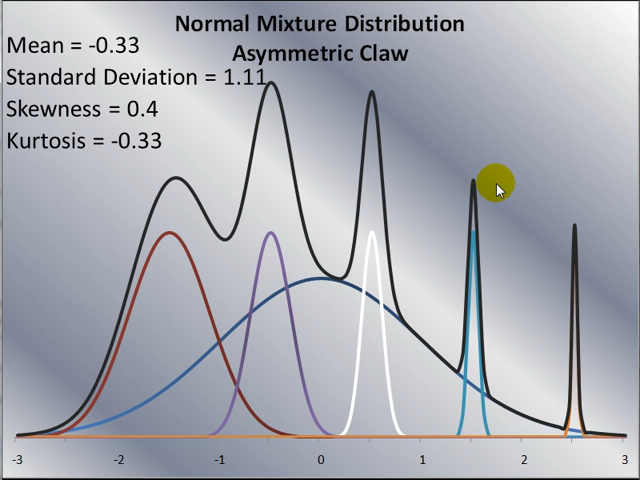 Normal Mixture Distribution
Asymmetric Claw
Mean = -0.33
Standard Deviation = 1.11
Skewness = 0.4
Kurtosis = -0.33
-3 -2 -1 0 1 2 3